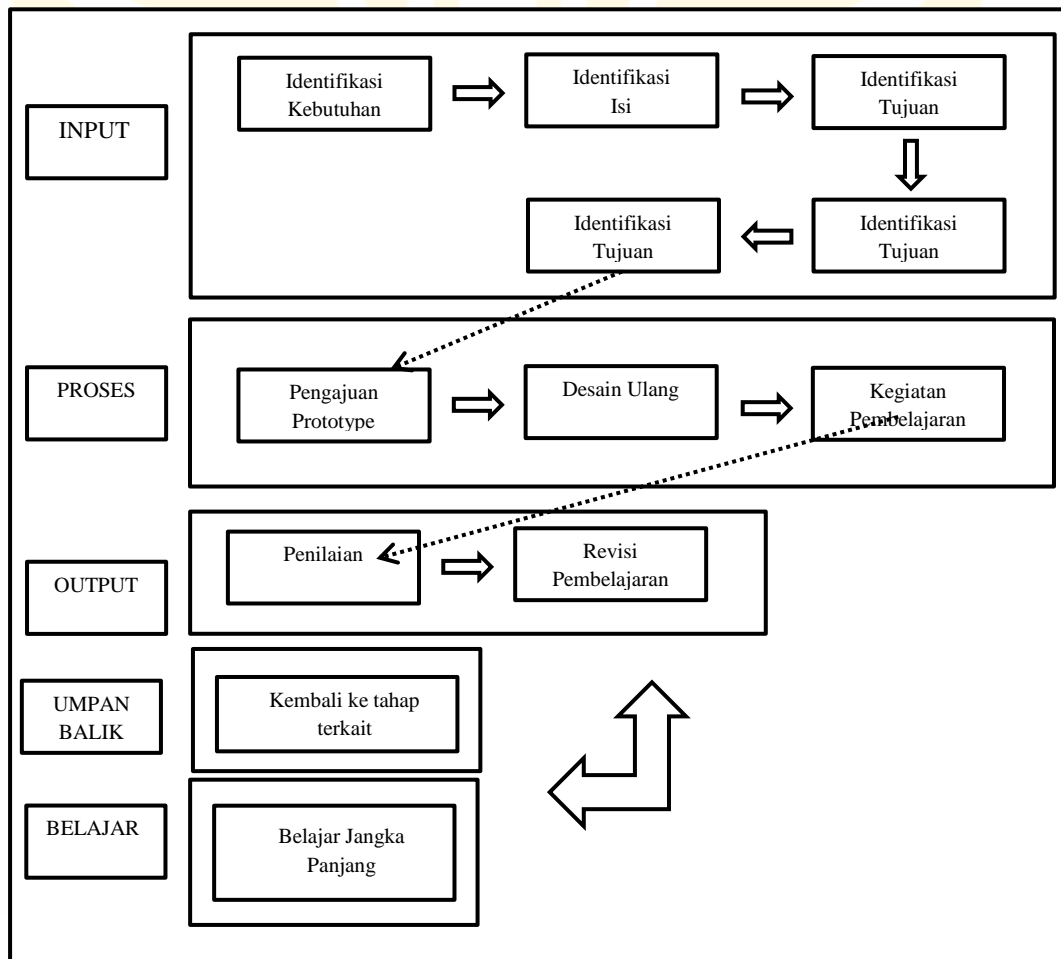 INPUT
Identifikasi
Kebutuhan
Identifikasi
Isi
Identifikasi
Tujuan
Identifikasi
Tujuan
Identifikasi
Tujuan
PROSES
Pengajuan
Prototype
Desain Ulang
Kegiatan
Pembelajaran
OUTPUT
Penilaian
Revisi
Pembelajaran
UMPAN
BALIK
Kembali ke tahap
terkait
BELAJAR
Belajar Jangka
Panjang